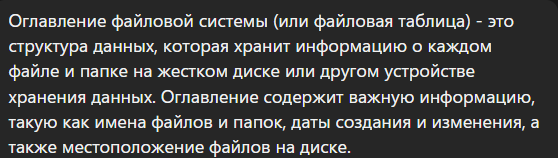 Оглавление файловой системы (или файловая таблица) - это
структура данных, которая хранит информацию о каждом
файле и папке на жестком диске или другом устройстве
хранения данных. Оглавление содержит важную информацию,
такую как имена файлов и папок, даты создания и изменения, а
также местоположение файлов на диске.